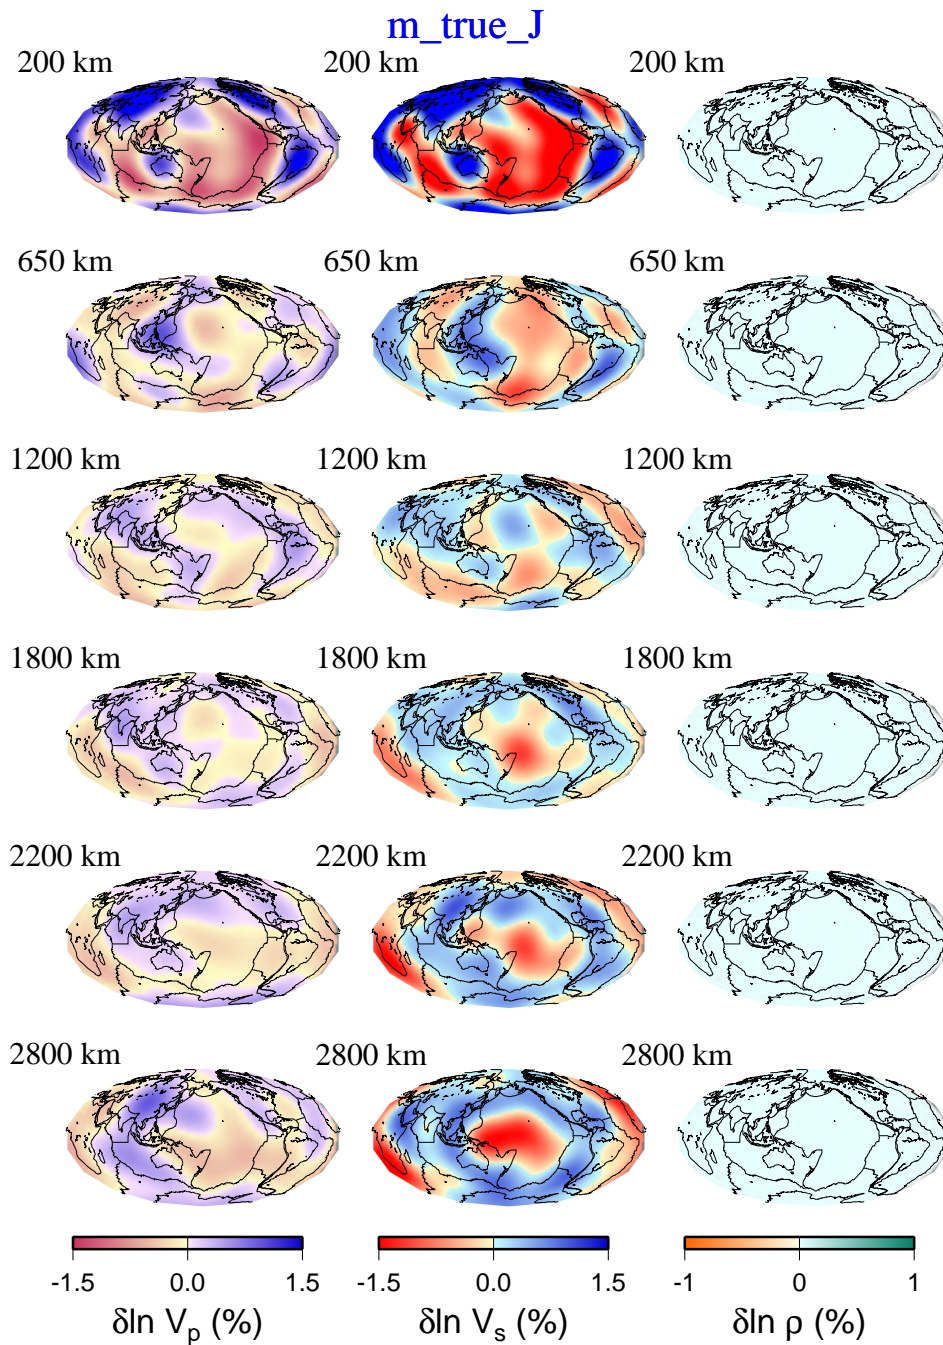 m_true_J
200 km 200 km 200 km
650 km 650 km 650 km
1200 km 1200 km 1200 km
1800 km 1800 km 1800 km
2200 km 2200 km 2200 km
2800 km 2800 km 2800 km
-1.5 0.0 1.5 -1.5 0.0 1.5 -1 0 1
δln Vp (%) δln Vs (%) δln ρ (%)